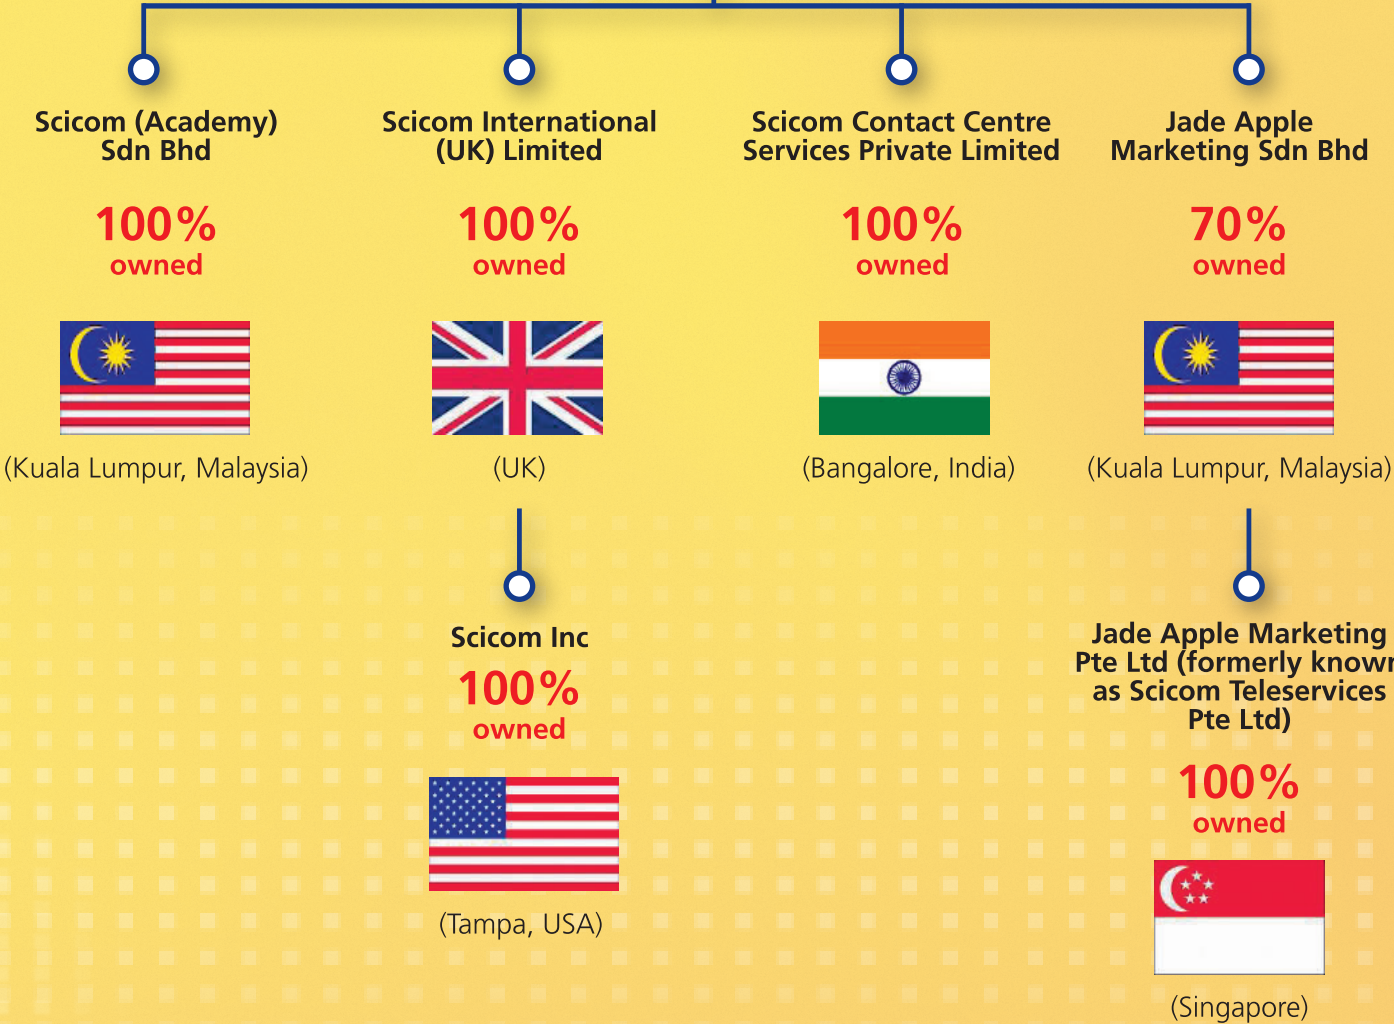 Scicom (Academy)
Sdn Bhd
100%
owned
(Kuala Lumpur, Malaysia)
Scicom International
(UK) Limited
100%
owned
(UK)
Scicom Inc
100%
owned
(Tampa, USA)
Scicom Contact Centre
Services Private Limited
100%
owned
(Bangalore, India)
Jade Apple
Marketing Sdn Bhd
70%
owned
(Kuala Lumpur, Malaysia)
Jade Apple Marketing
Pte Ltd (formerly known
as Scicom Teleservices
Pte Ltd)
100%
owned
(Singapore)